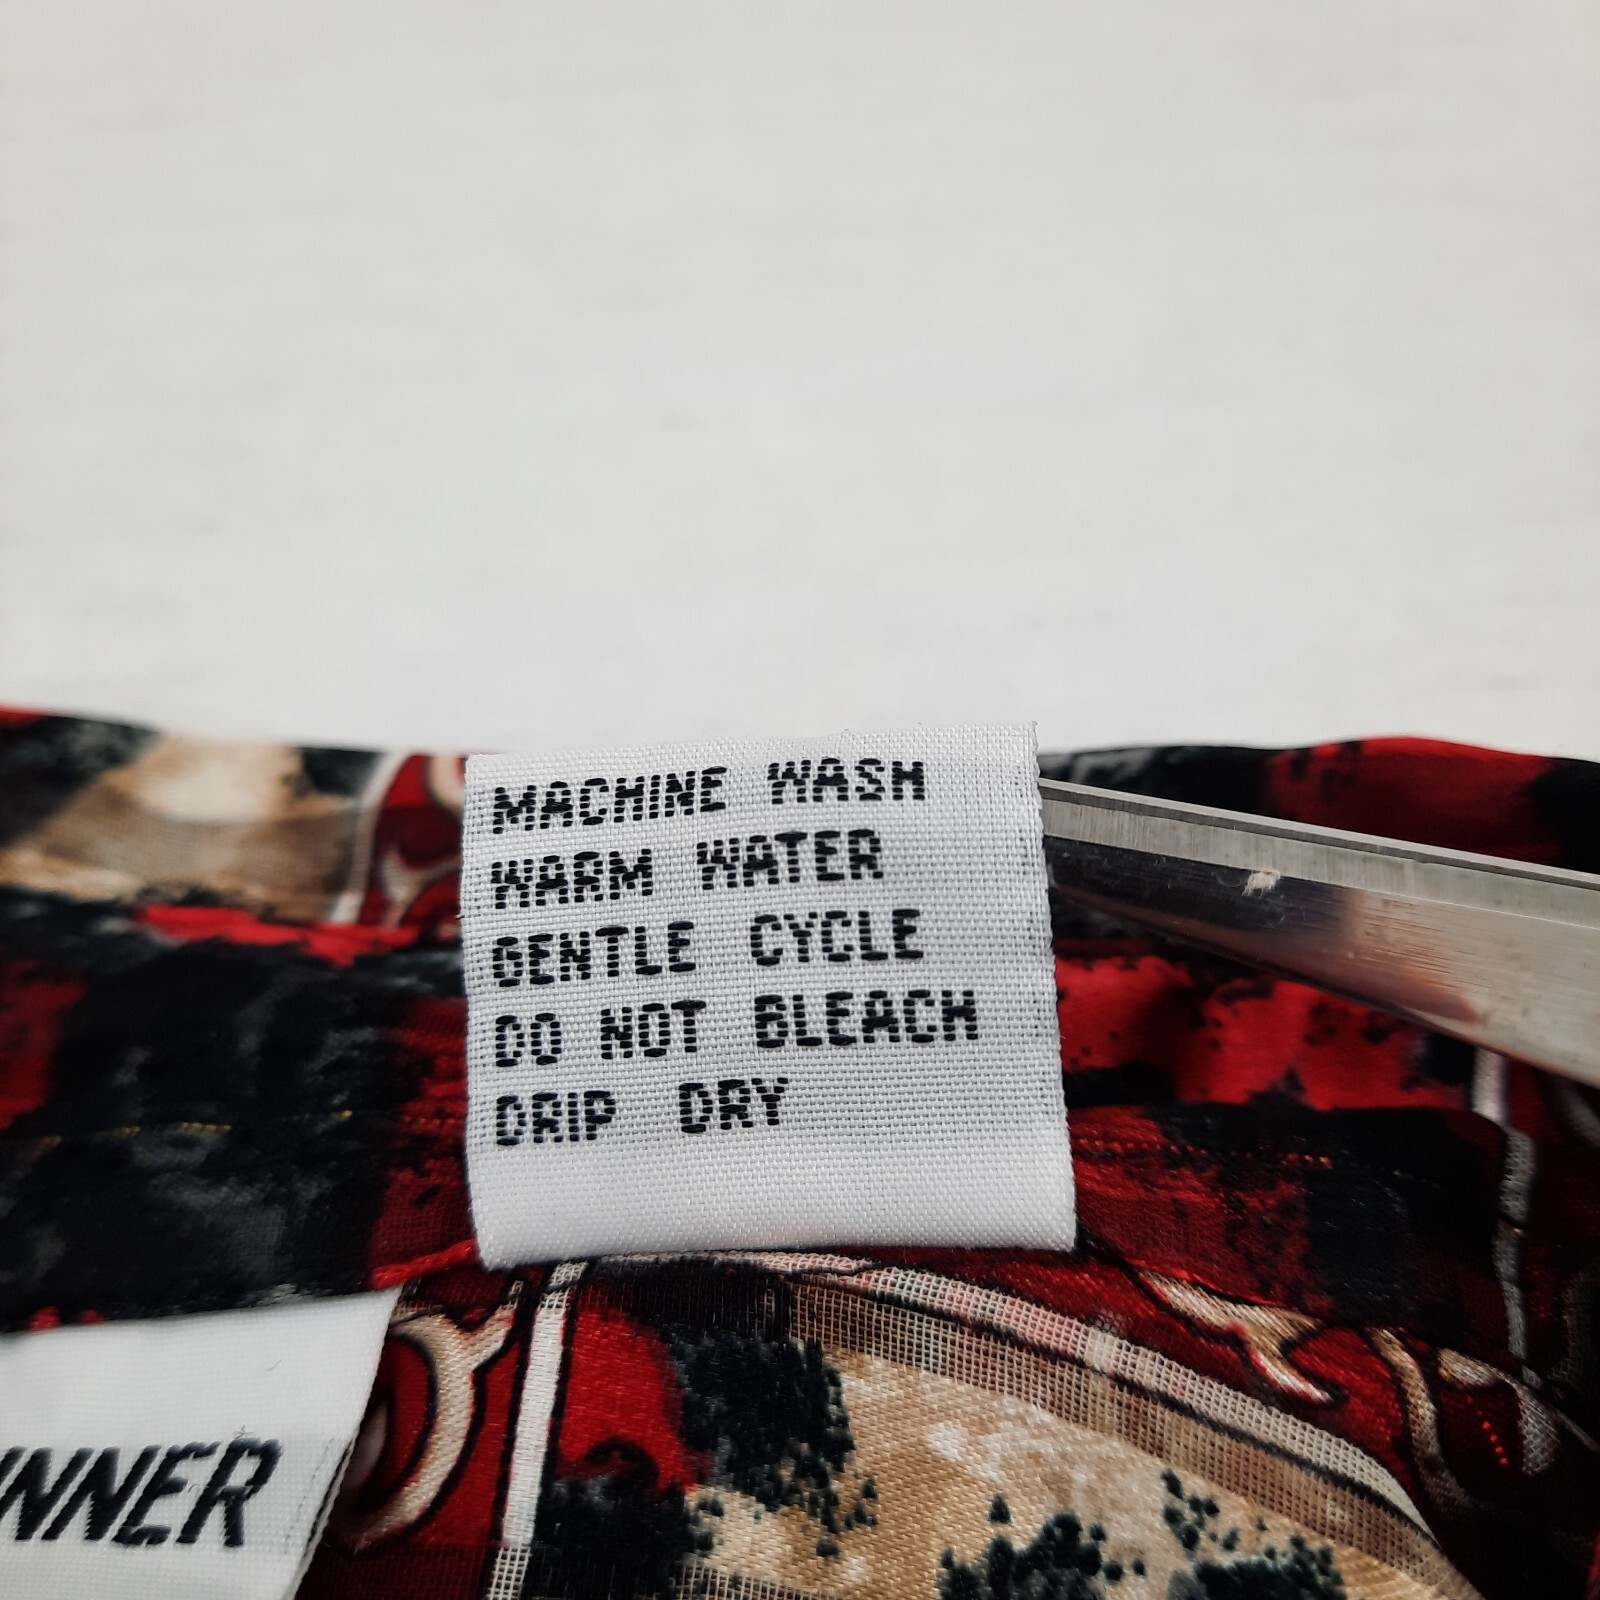 MACHINE WASH
WARM WATER
GENTLE CYCLE
DO NOT BLEACH
DRIP DRY